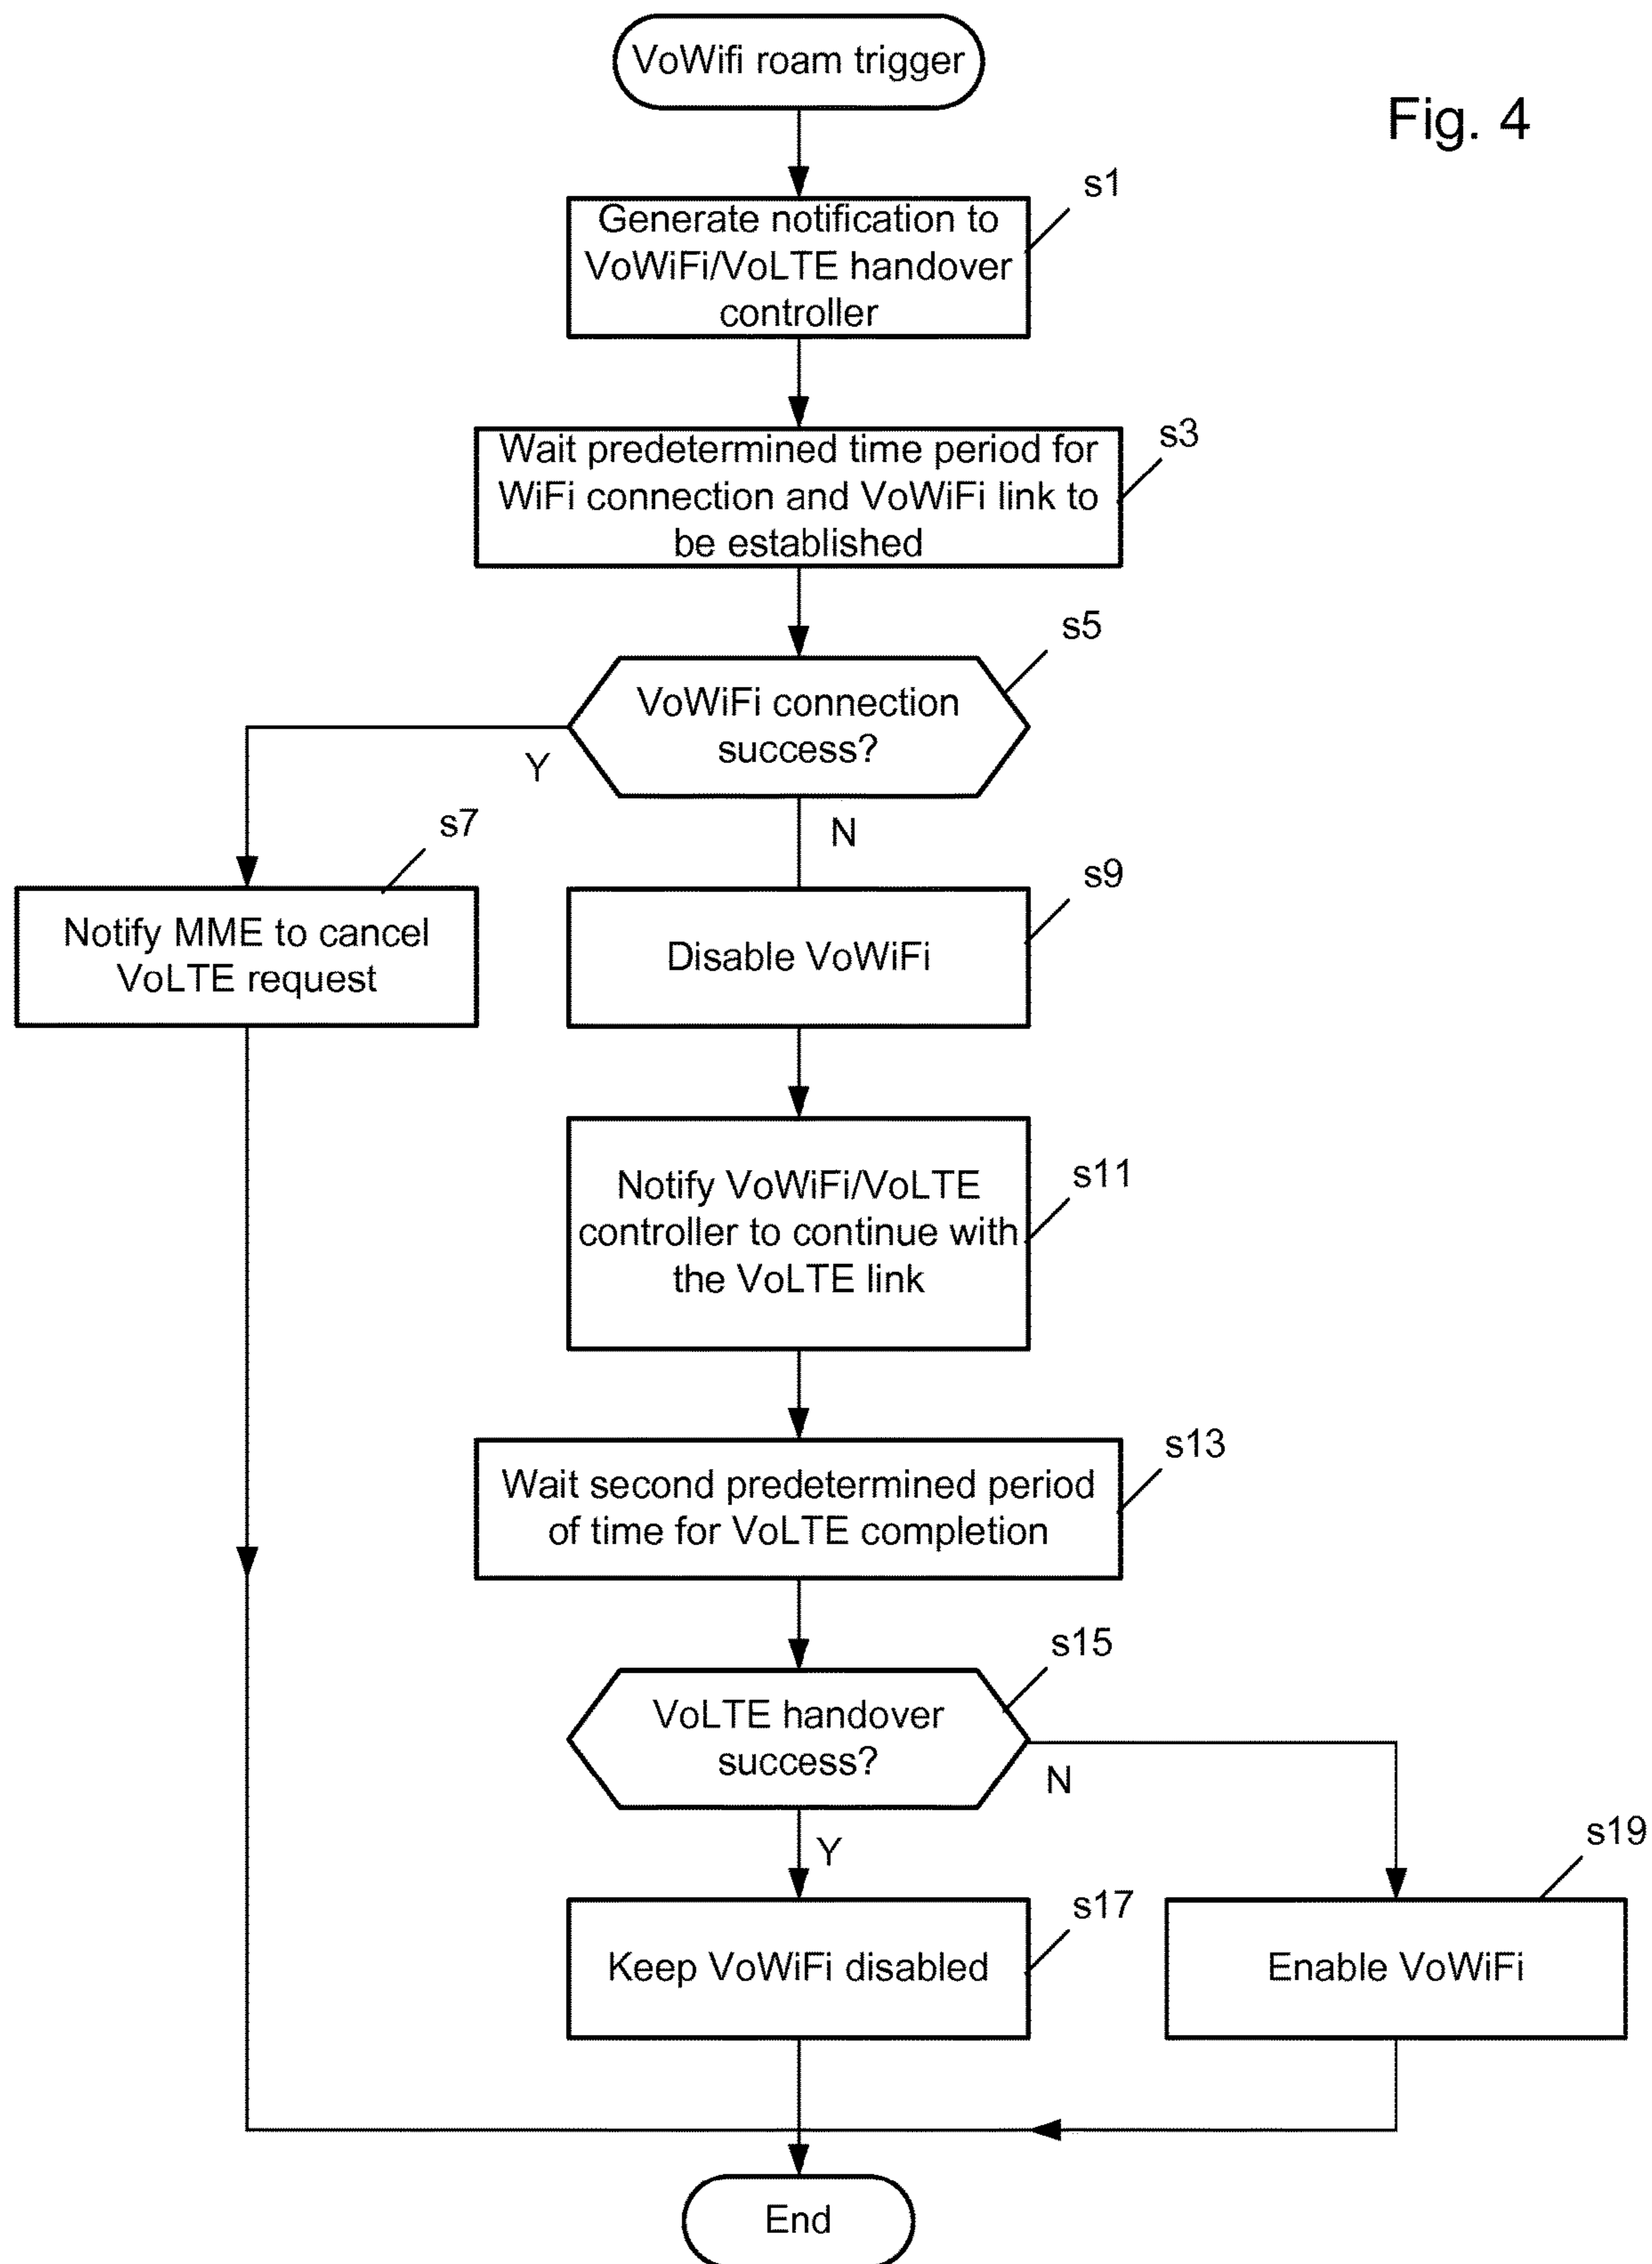 VoWifi roam trigger
Fig. 4
s1
Generate notification to
VoWiFi/VoLTE handover
controller
s3
Wait predetermined time period for
WiFi connection and VoWiFi link to
be established
s5
VoWiFi connection
success?
Y
N
s7
Notify MME to cancel
VoLTE request
s9
Disable VoWiFi
s11
Notify VoWiFi/VoLTE
controller to continue with
the VoLTE link
s13
Wait second predetermined period
of time for VoLTE completion
s15
VoLTE handover
success?
N
Y
s17
Keep VoWiFi disabled
s19
Enable VoWiFi
End